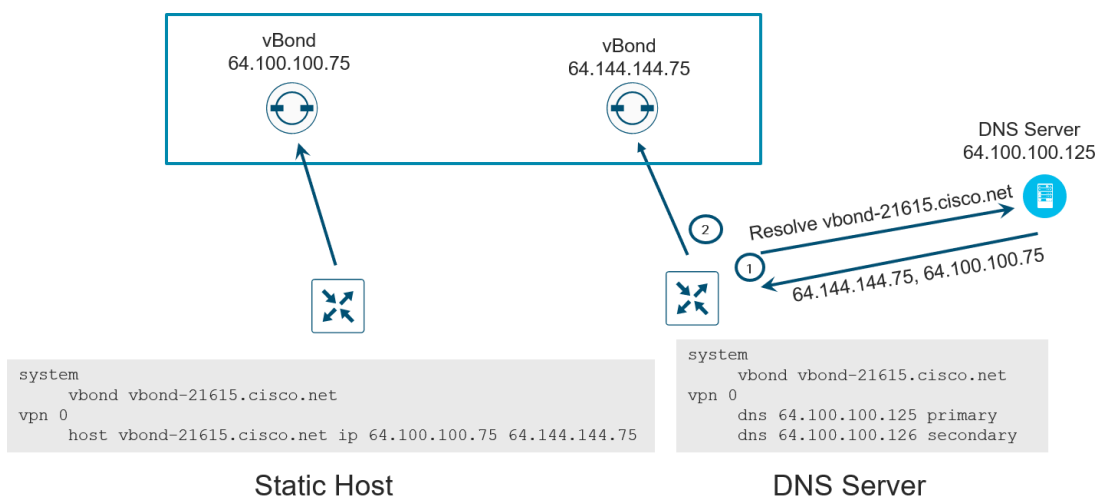 vBond
64.100.100.75
vBond
64.144.144.75
DNS Server
64.100.100.125
Resolve vbond-21615.cisco.net
2
1
64.144.144.75, 64.100.100.75
system
vbond vbond-21615.cisco.net
vpn 0
host vbond-21615.cisco.net ip 64.100.100.75 64.144.144.75
system
vbond vbond-21615.cisco.net
vpn 0
dns 64.100.100.125 primary
dns 64.100.100.126 secondary
Static Host
DNS Server